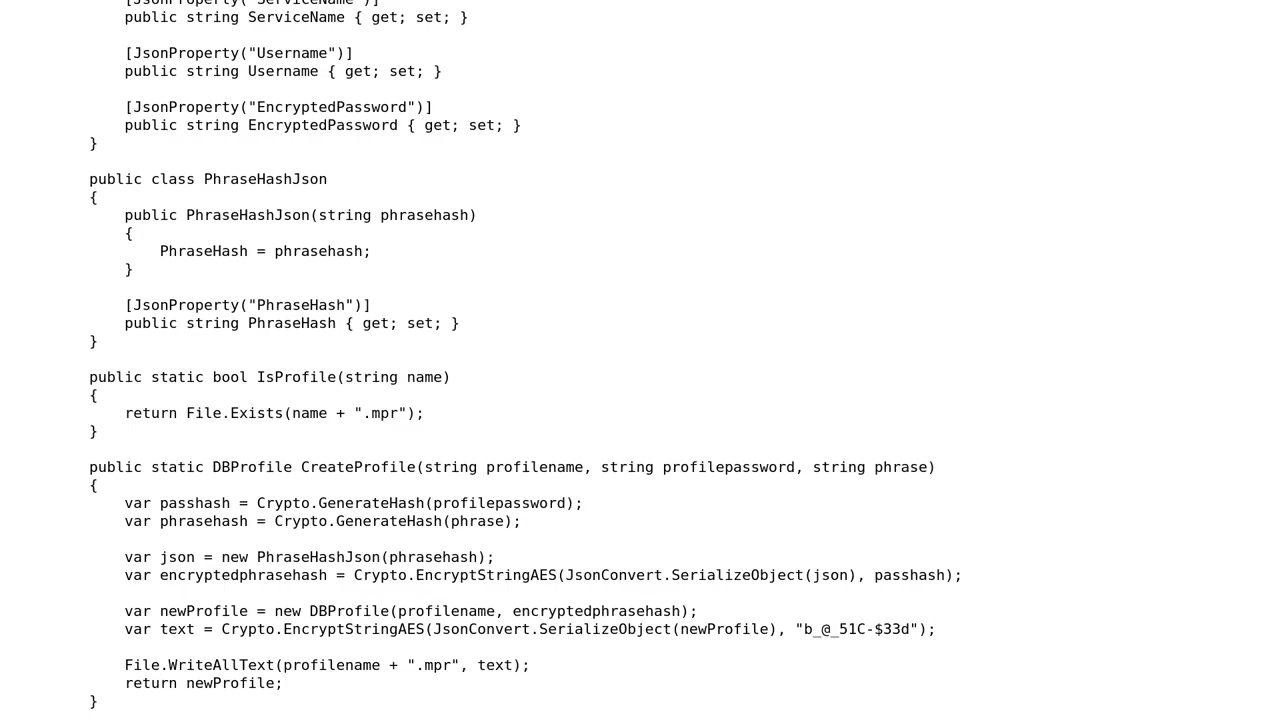 [JsonProperty("ServiceName")]
public string ServiceName { get; set; }
[JsonProperty("Username")]
public string Username { get; set; }
[JsonProperty("EncryptedPassword")]
public string EncryptedPassword { get; set; }
}
public class PhraseHashJson
{
public PhraseHashJson(string phrasehash)
{
PhraseHash = phrasehash;
}
[JsonProperty("PhraseHash")]
public string PhraseHash { get; set; }
}
public static bool IsProfile(string name)
{
return File.Exists(name + ".mpr");
}
public static DBProfile CreateProfile(string profilename, string profilepassword, string phrase)
{
var passhash = Crypto.GenerateHash(profilepassword);
var phrasehash = Crypto.GenerateHash(phrase);
var json = new PhraseHashJson(phrasehash);
var encryptedphrasehash = Crypto.EncryptStringAES(JsonConvert.SerializeObject(json), passhash);
var newProfile = new DBProfile(profilename, encryptedphrasehash);
var text = Crypto.EncryptStringAES(JsonConvert.SerializeObject(newProfile), "b_@_51C-$33d");
File.WriteAllText(profilename + ".mpr", text);
return newProfile;
}